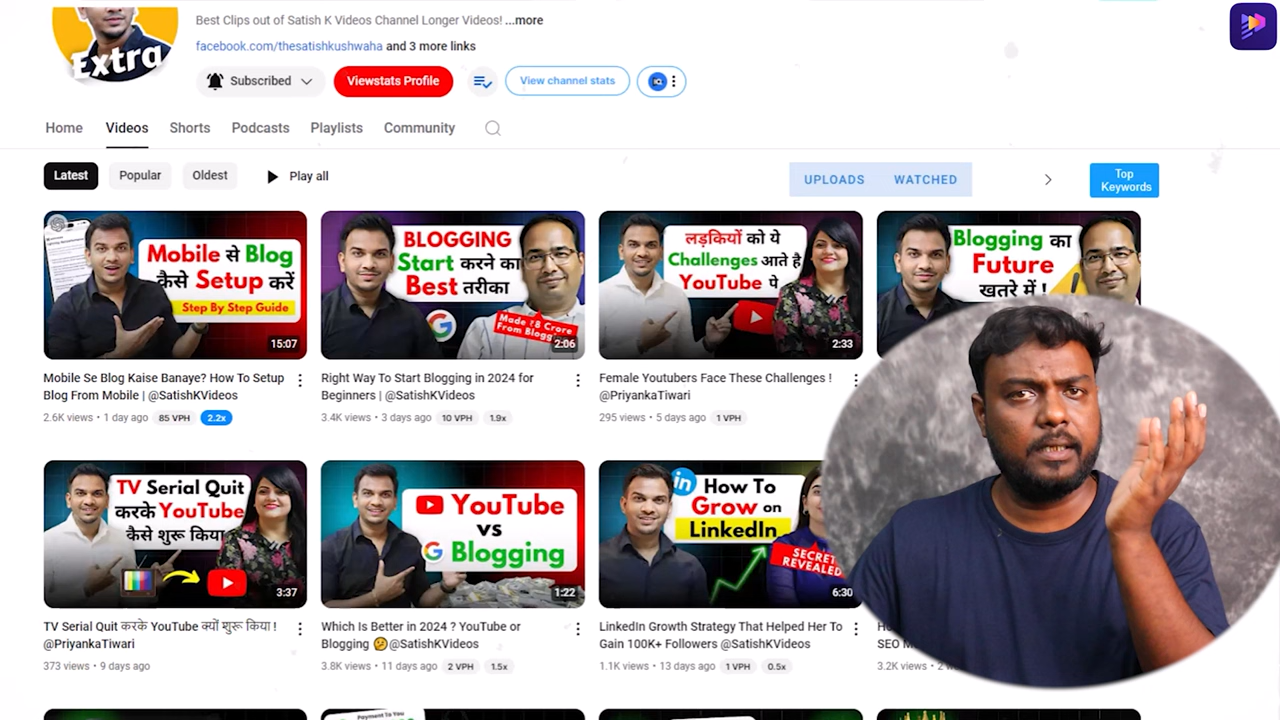 Best Clips out of Satish K Videos Channel Longer Videos! ...more
Extra
facebook.com/thesatishkushwaha and 3 more links
Subscribed
Viewstats Profile
View channel stats
Home
Videos
Shorts
Podcasts
Playlists
Community
Latest
Popular
Oldest
Play all
UPLOADS
WATCHED
Top
Keywords
Mobile से Blog
कैसे Setup करें
Step By Step Guide
15:07
BLOGGING
Start करने का
Best तरीका
Made ₹8 Crore
2:06
लड़कियों को ये
Challenges आते है
YouTube पे
2:33
Blogging का
Future
खतरे में !
Mobile Se Blog Kaise Banaye? How To Setup
Blog From Mobile | @SatishKVideos
2.6K views • 1 day ago 85 VPH 2.2x
Right Way To Start Blogging in 2024 for
Beginners | @SatishKVideos
3.4K views • 3 days ago 10 VPH 1.9x
Female Youtubers Face These Challenges !
@PriyankaTiwari
295 views • 5 days ago 1 VPH
TV Serial Quit
करके YouTube
कैसे शुरू किया
3:37
YouTube
vs
Blogging
1:22
in How To
Grow on
LinkedIn
SECRET
REVEALED
6:30
TV Serial Quit करके YouTube क्यों शुरू किया !
@PriyankaTiwari
373 views • 9 days ago
Which Is Better in 2024 ? YouTube or
Blogging 🤔@SatishKVideos
3.8K views • 11 days ago 2 VPH 1.5x
LinkedIn Growth Strategy That Helped Her To
Gain 100K+ Followers @SatishKVideos
1.1K views • 13 days ago 1 VPH 0.5x
SEO
3.2K views
Payment To You